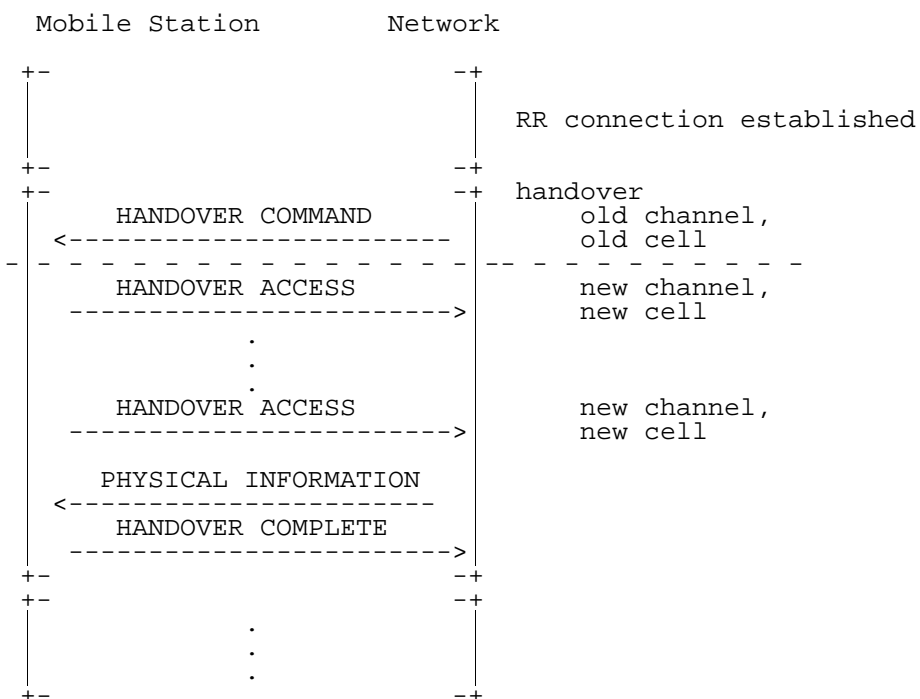 Mobile Station Network
RR connection established
handover
HANDOVER COMMAND old channel,
old cell
HANDOVER ACCESS new channel,
new cell
HANDOVER ACCESS new channel,
new cell
PHYSICAL INFORMATION
HANDOVER COMPLETE